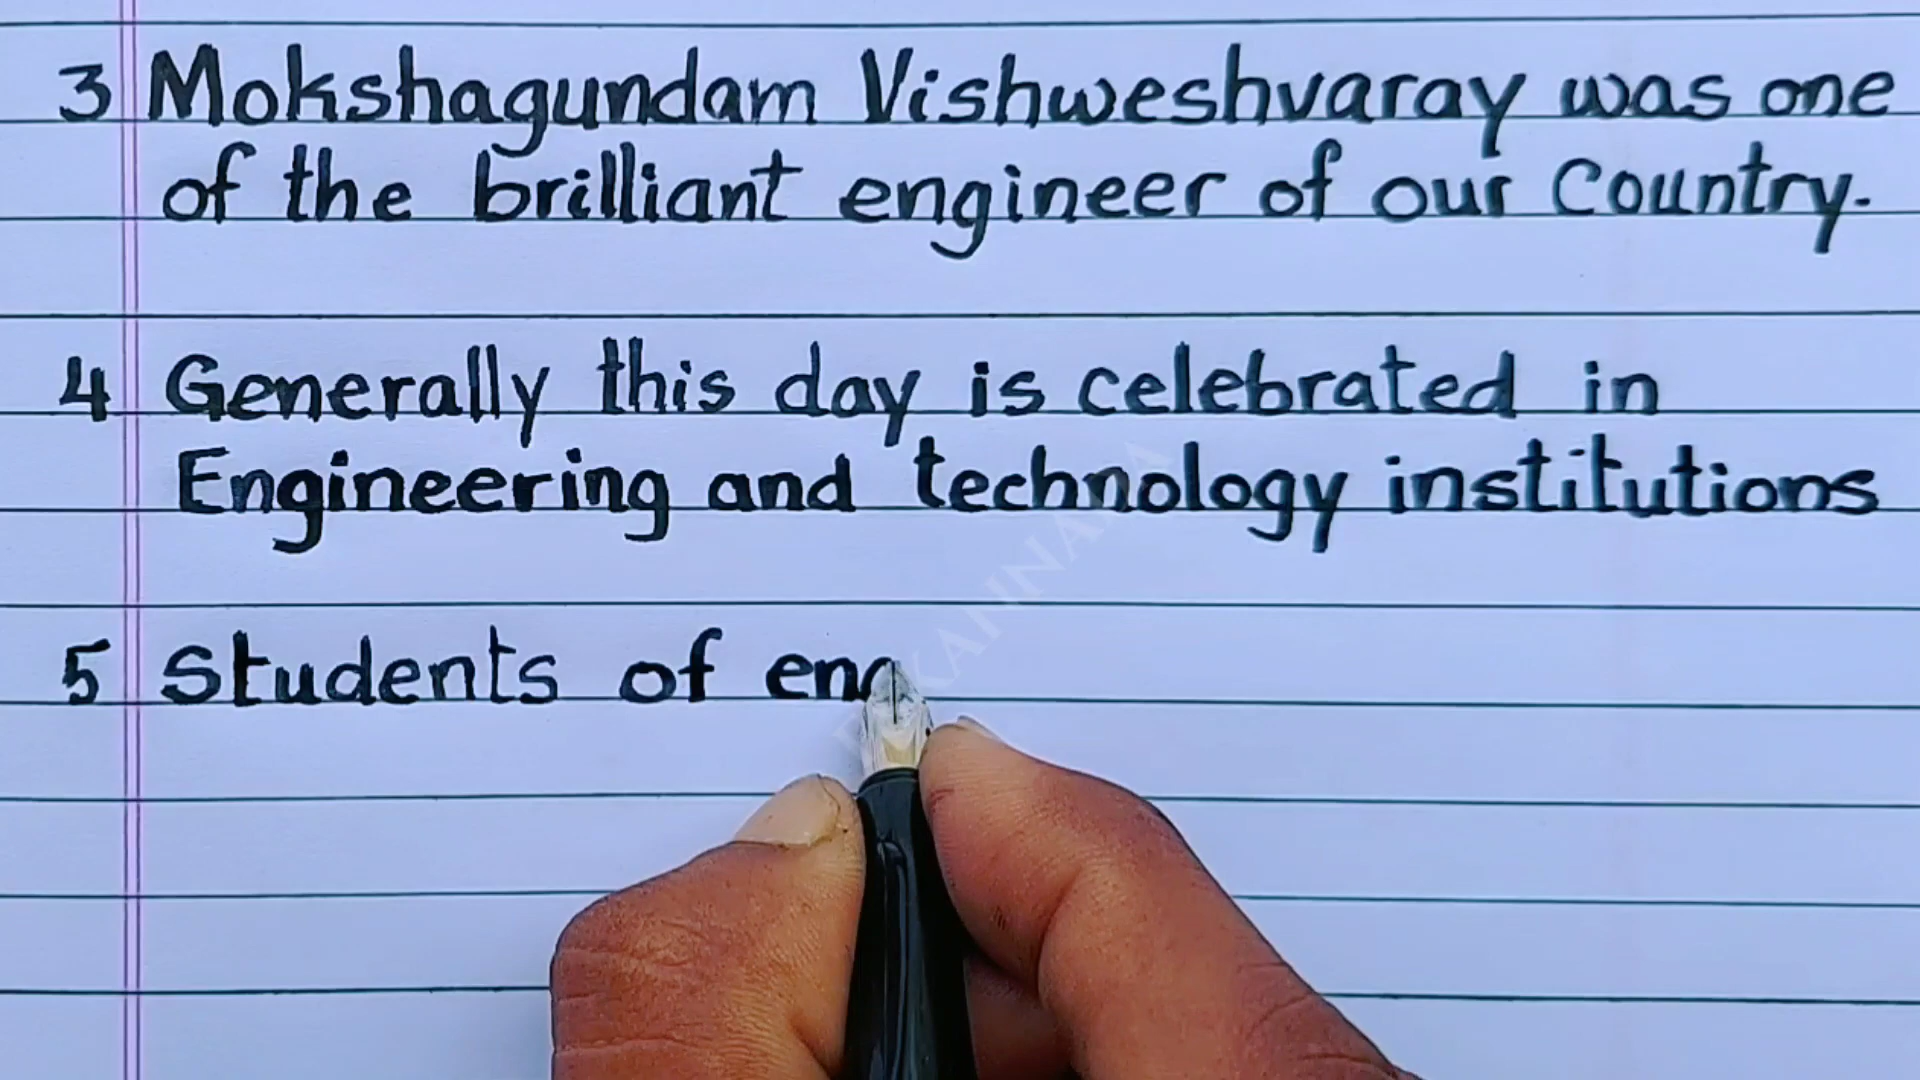 3 Mokshagundam Vishweshvaray was one
of the brilliant engineer of our Country.
4 Generally this day is celebrated in
Engineering and technology institutions
5 Students of eng